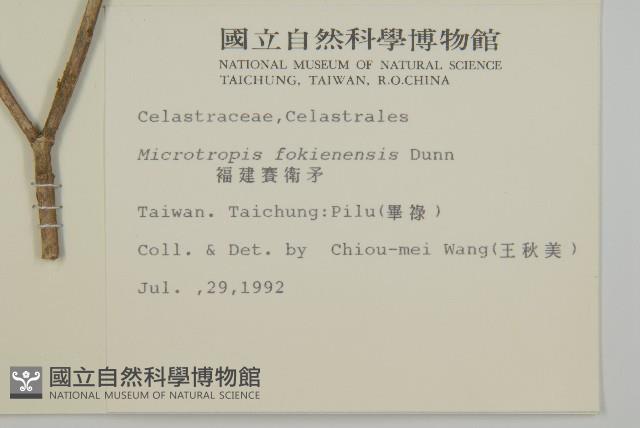 國立自然科學博物館
NATIONAL MUSEUM OF NATURAL SCIENCE
TAICHUNG, TAIWAN, R.O.CHINA
Celastraceae,Celastrales
Microtropis fokienensis Dunn
福建賽衛矛
Taiwan. Taichung:Pilu(畢祿)
Coll. & Det. by Chiou-mei Wang(王秋美)
Jul. ,29,1992
國立自然科學博物館
NATIONAL MUSEUM OF NATURAL SCIENCE